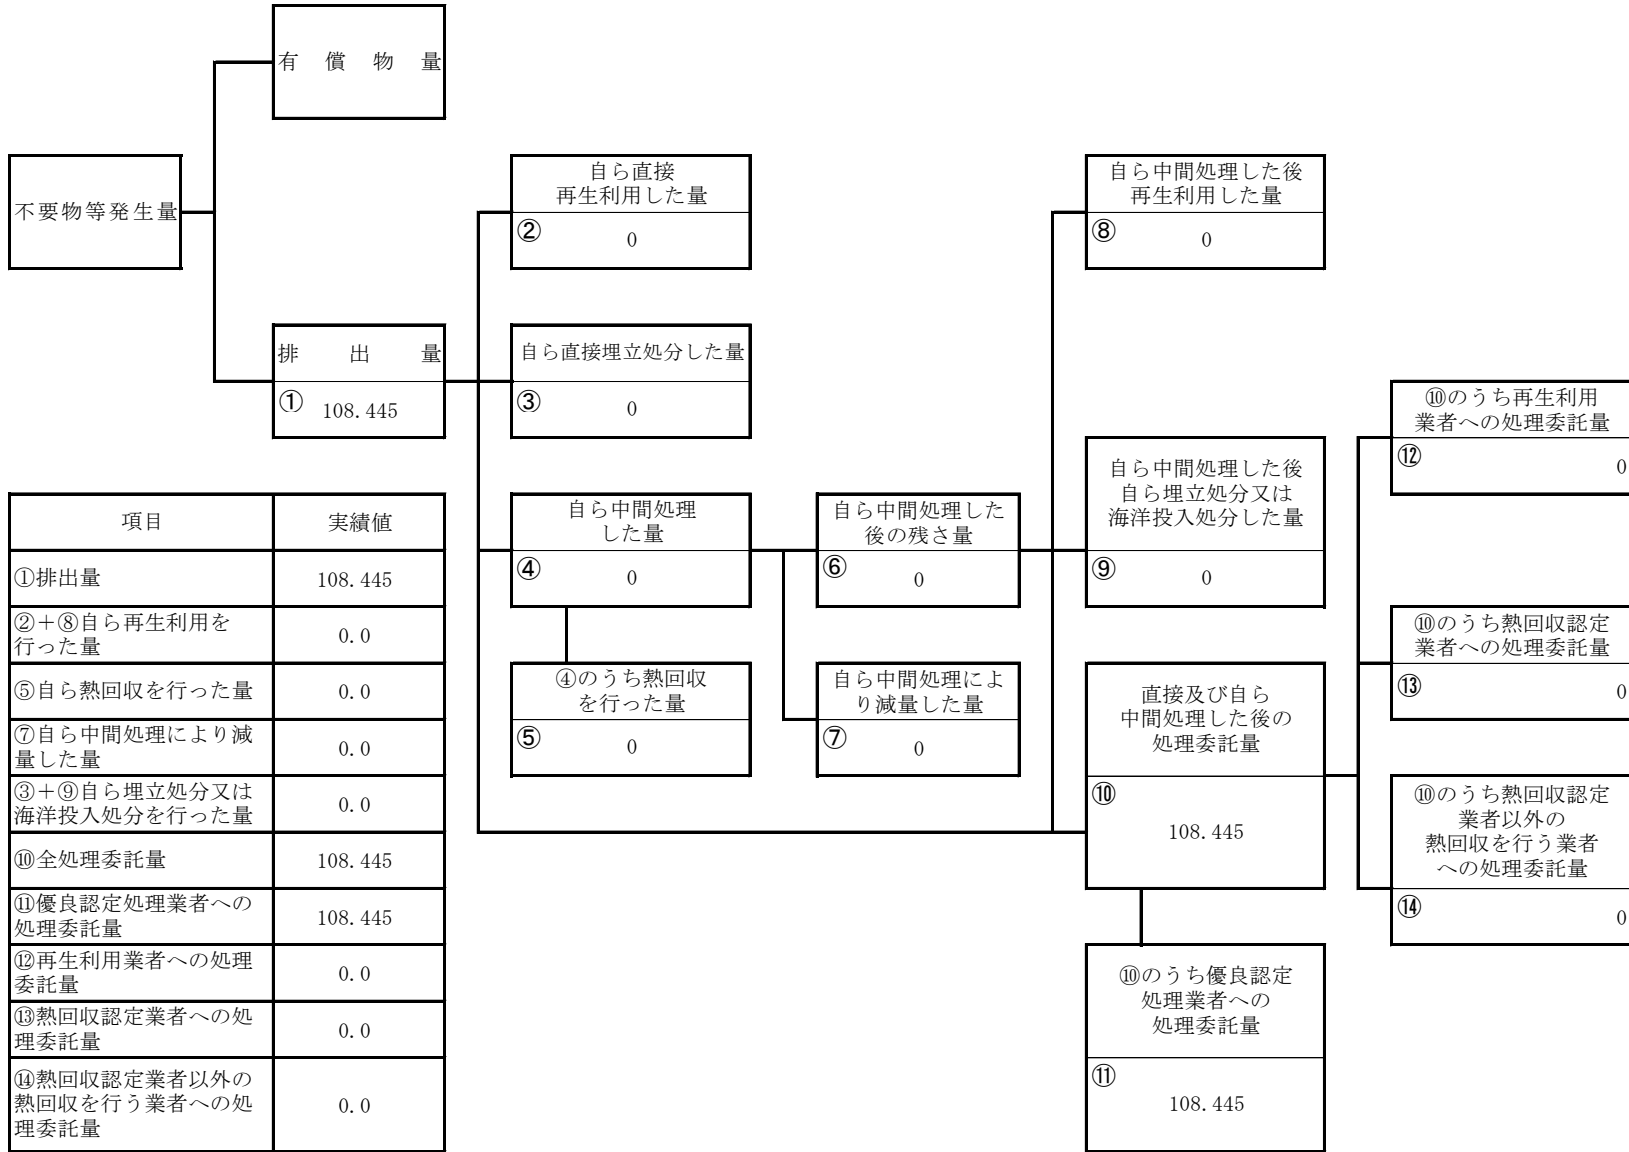 有償物量
不要物等発生量
自ら直接
再生利用した量
② 0
自ら中間処理した後
再生利用した量
⑧ 0
排出量
① 108.445
自ら直接埋立処分した量
③ 0
⑩のうち再生利用
業者への処理委託量
⑫ 0
自ら中間処理
した量
④ 0
自ら中間処理した
後の残さ量
⑥ 0
自ら中間処理した後
自ら埋立処分又は
海洋投入処分した量
⑨ 0
⑩のうち熱回収認定
業者への処理委託量
⑬ 0
④のうち熱回収
を行った量
⑤ 0
自ら中間処理によ
り減量した量
⑦ 0
直接及び自ら
中間処理した後の
処理委託量
⑩
108.445
⑩のうち熱回収認定
業者以外の
熱回収を行う業者
への処理委託量
⑭ 0
⑩のうち優良認定
処理業者への
処理委託量
⑪
108.445
項目 実績値
①排出量 108.445
②+⑧自ら再生利用を
行った量 0.0
⑤自ら熱回収を行った量 0.0
⑦自ら中間処理により減
量した量 0.0
③+⑨自ら埋立処分又は
海洋投入処分を行った量 0.0
⑩全処理委託量 108.445
⑪優良認定処理業者への
処理委託量 108.445
⑫再生利用業者への処理
委託量 0.0
⑬熱回収認定業者への処
理委託量 0.0
⑭熱回収認定業者以外の
熱回収を行う業者への処
理委託量 0.0